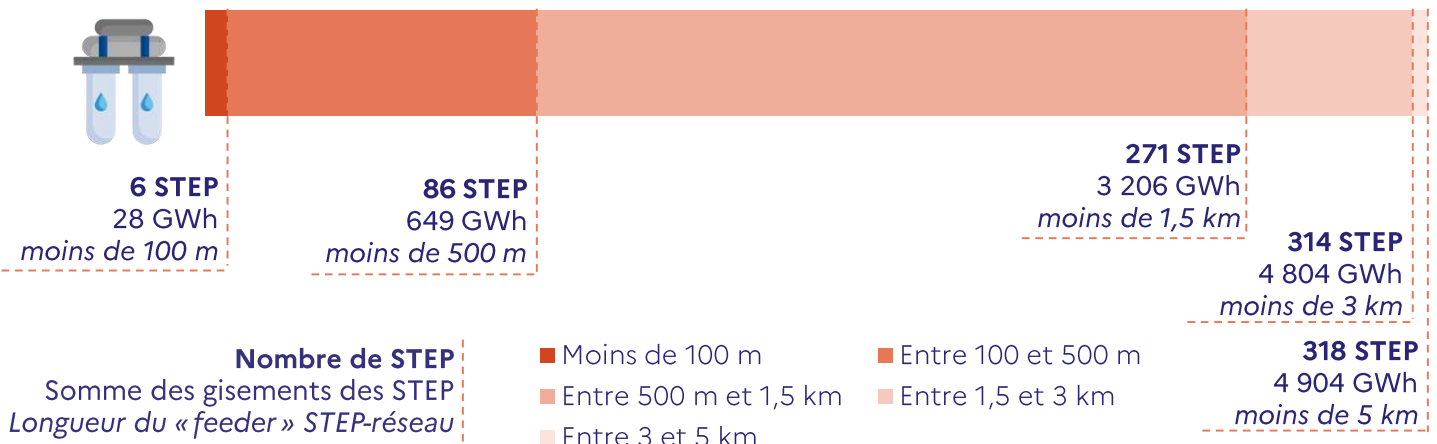 6 STEP
28 GWh
moins de 100 m
86 STEP
649 GWh
moins de 500 m
271 STEP
3 206 GWh
moins de 1,5 km
314 STEP
4 804 GWh
moins de 3 km
318 STEP
4 904 GWh
moins de 5 km
Nombre de STEP
Somme des gisements des STEP
Longueur du « feeder » STEP-réseau
Moins de 100 m
Entre 100 et 500 m
Entre 500 m et 1,5 km
Entre 1,5 et 3 km
Entre 3 et 5 km